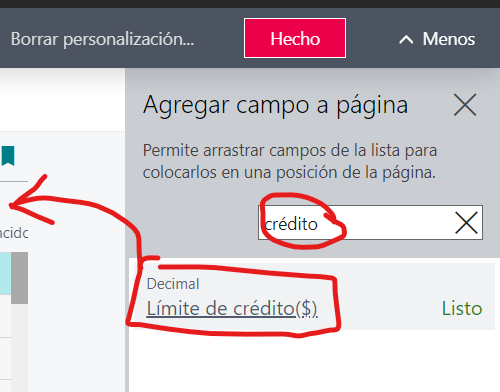 Borrar personalización... Hecho Menos
Agregar campo a página
Permite arrastrar campos de la lista para
colocarlos en una posición de la página.
crédito
Decimal
Límite de crédito($) Listo